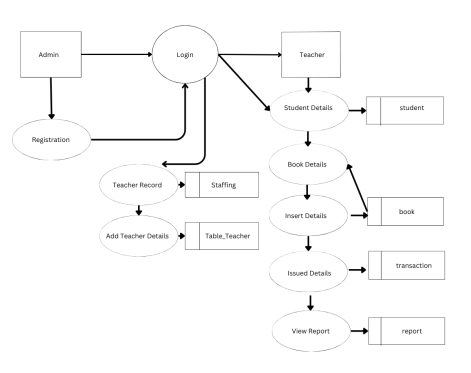 Admin
Login
Teacher
Student Details
student
Registration
Book Details
Teacher Record
Staffing
Insert Details
book
Add Teacher Details
Table_Teacher
Issued Details
transaction
View Report
report